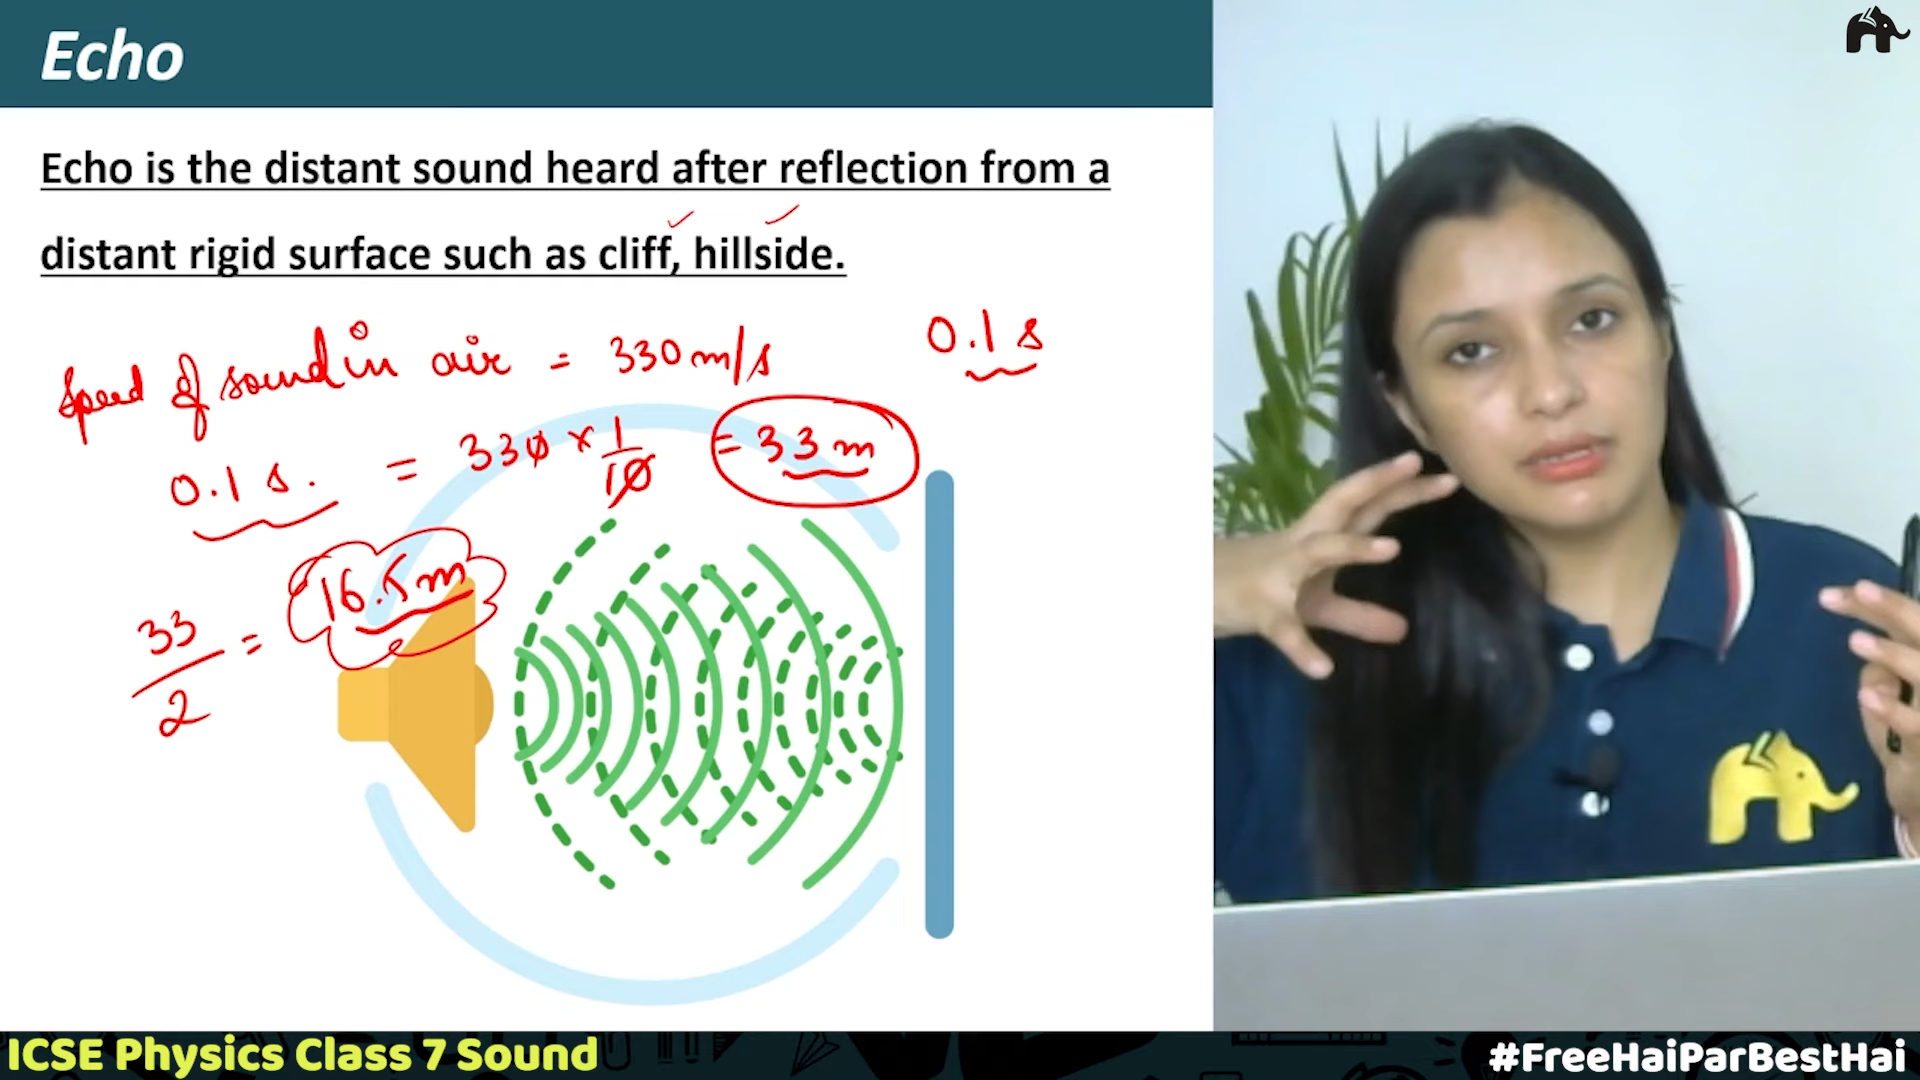 Echo
Echo is the distant sound heard after reflection from a
distant rigid surface such as cliff, hillside.
0.1 s
Speed of sound in air = 330 m/s
0.1 s. = 330 × 1/10 = 33 m
33/2 = 16.5 m
ICSE Physics Class 7 Sound
#FreeHaiParBestHai